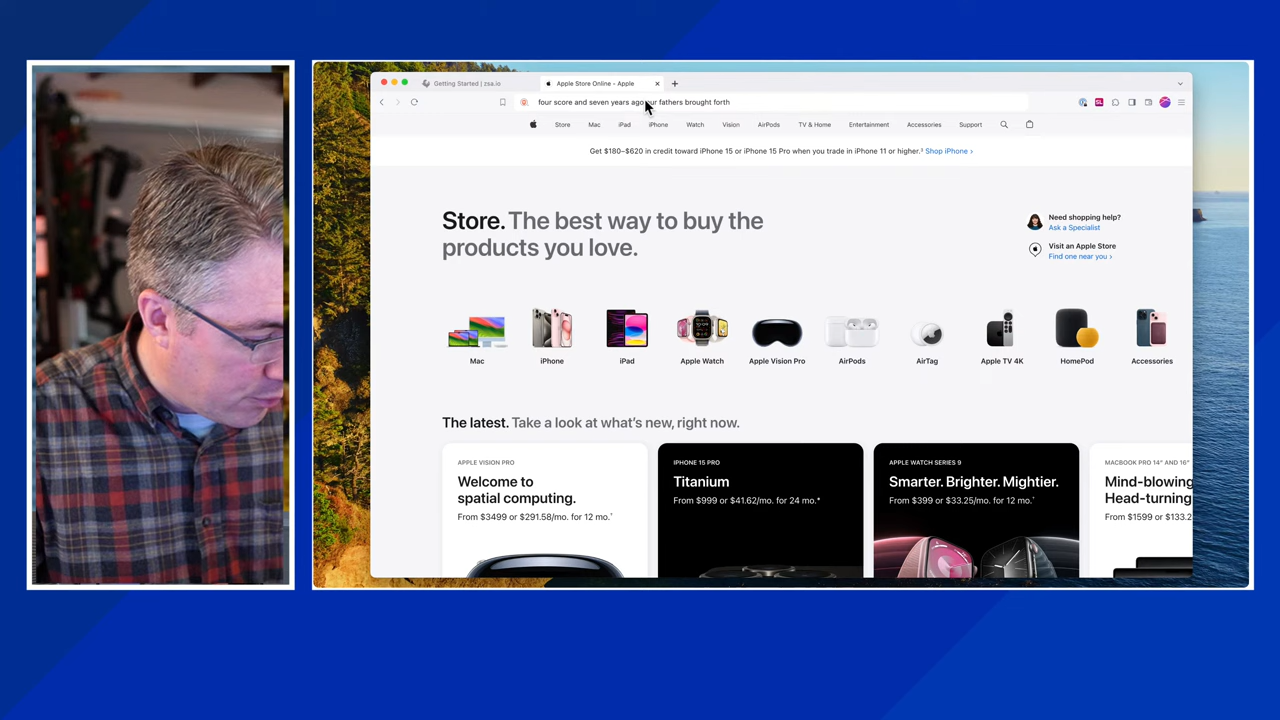 Getting Started | zsa.io
Apple Store Online - Apple
four score and seven years ago our fathers brought forth
Store Mac iPad iPhone Watch Vision AirPods TV & Home Entertainment Accessories Support
Get $180–$620 in credit toward iPhone 15 or iPhone 15 Pro when you trade in iPhone 11 or higher.³ Shop iPhone >
Store. The best way to buy the
products you love.
Need shopping help?
Ask a Specialist
Visit an Apple Store
Find one near you >
Mac iPhone iPad Apple Watch Apple Vision Pro AirPods AirTag Apple TV 4K HomePod Accessories
The latest. Take a look at what's new, right now.
APPLE VISION PRO
Welcome to
spatial computing.
From $3499 or $291.58/mo. for 12 mo.†
IPHONE 15 PRO
Titanium
From $999 or $41.62/mo. for 24 mo.*
APPLE WATCH SERIES 9
Smarter. Brighter. Mightier.
From $399 or $33.25/mo. for 12 mo.†
MACBOOK PRO 14" AND 16"
Mind-blowing
Head-turning
From $1599 or $133.2